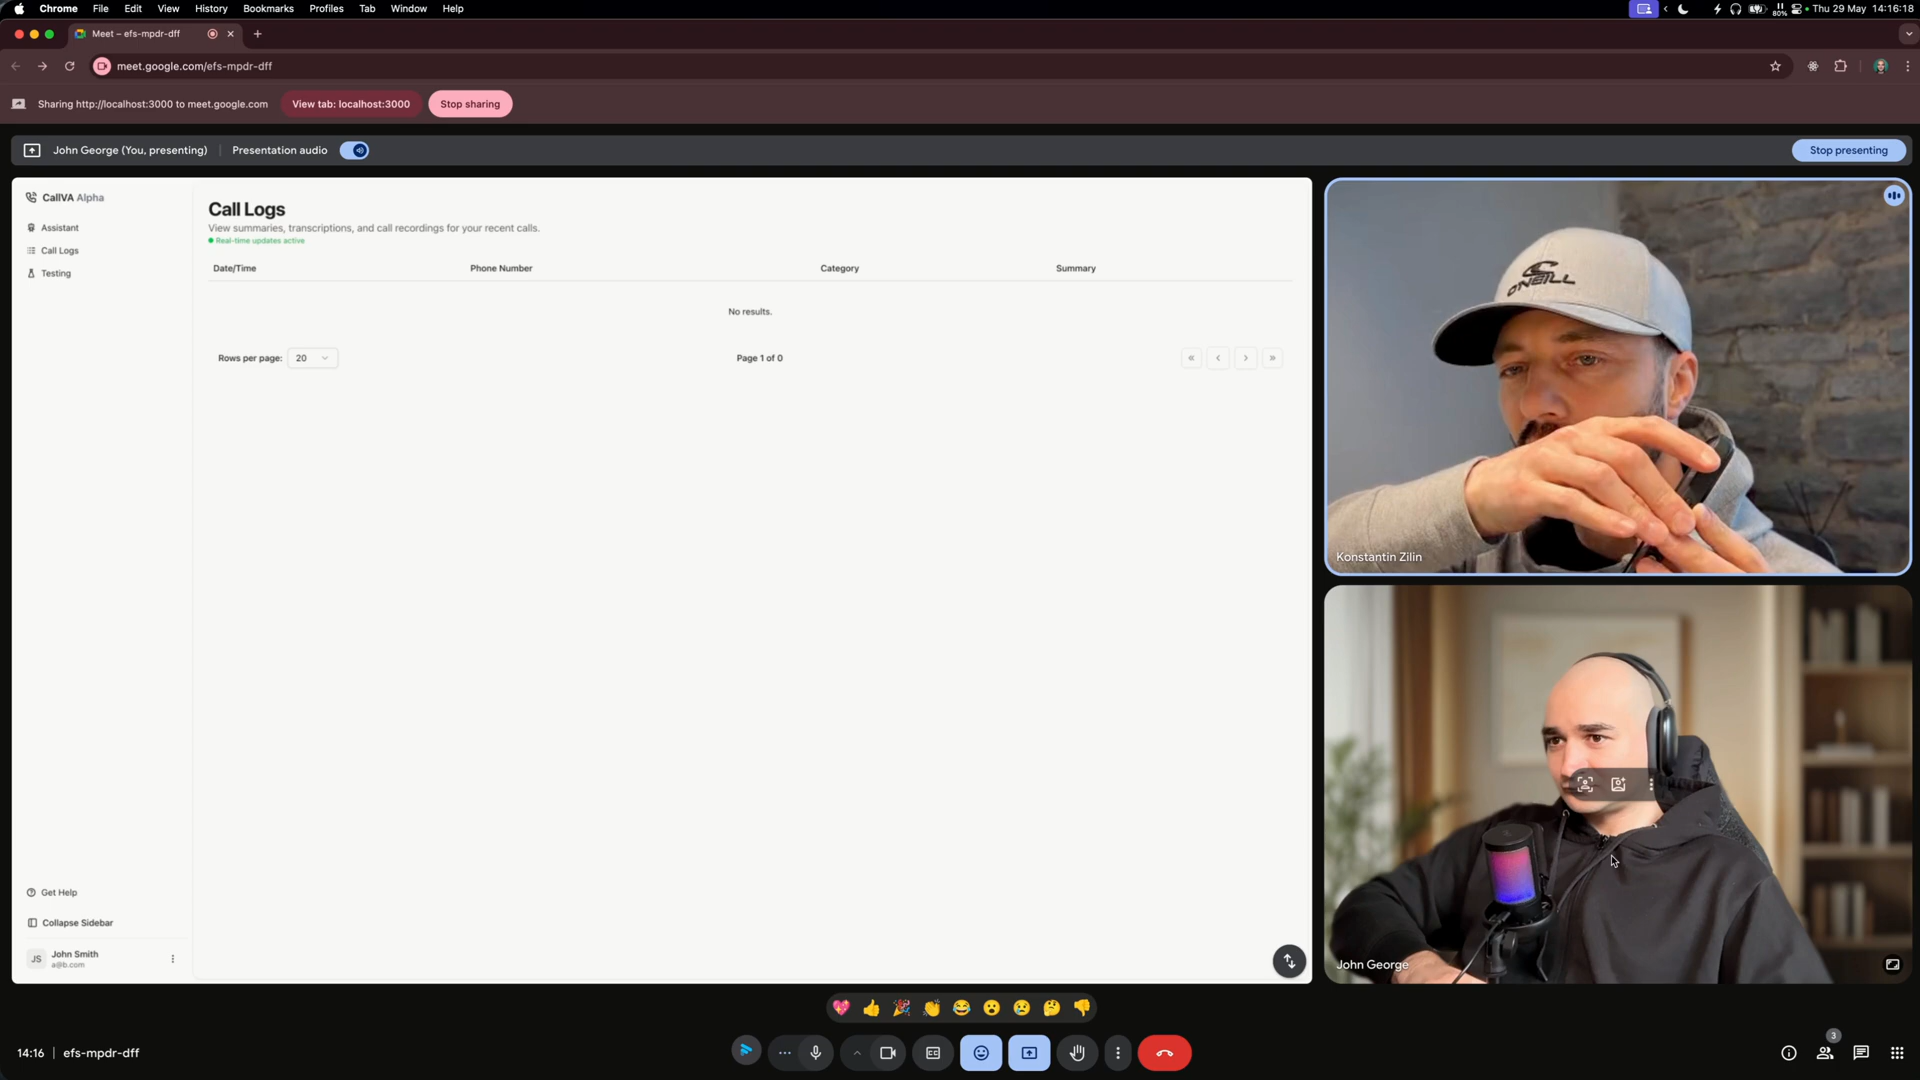 Chrome File Edit View History Bookmarks Profiles Tab Window Help
80% Thu 29 May 14:16:18
Meet – efs-mpdr-dff
meet.google.com/efs-mpdr-dff
Sharing http://localhost:3000 to meet.google.com View tab: localhost:3000 Stop sharing
John George (You, presenting) Presentation audio Stop presenting
CallVA Alpha
Assistant
Call Logs
Testing
Call Logs
View summaries, transcriptions, and call recordings for your recent calls.
Real-time updates active
Date/Time Phone Number Category Summary
No results.
Rows per page: 20 Page 1 of 0 « ‹ › »
Get Help
Collapse Sidebar
JS John Smith
a@b.com
O'NEILL
Konstantin Zilin
John George
14:16 efs-mpdr-dff
CC
3